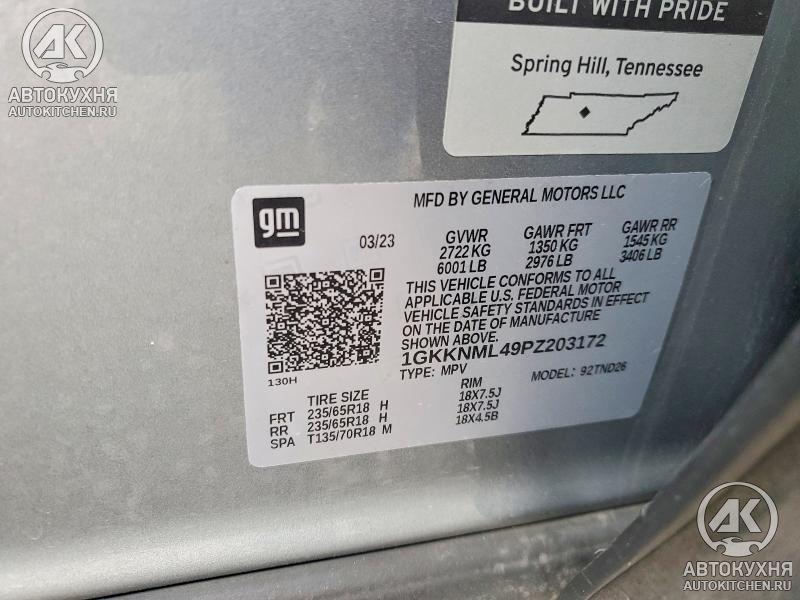 AK
АВТОКУХНЯ
AUTOKITCHEN.RU
BUILT WITH PRIDE
Spring Hill, Tennessee
gm
MFD BY GENERAL MOTORS LLC
03/23
GVWR GAWR FRT GAWR RR
2722 KG 1350 KG 1545 KG
6001 LB 2976 LB 3406 LB
THIS VEHICLE CONFORMS TO ALL
APPLICABLE U.S. FEDERAL MOTOR
VEHICLE SAFETY STANDARDS IN EFFECT
ON THE DATE OF MANUFACTURE
SHOWN ABOVE.
1GKKNML49PZ203172
TYPE: MPV MODEL: 92TND26
130H
TIRE SIZE RIM
FRT 235/65R18 H 18X7.5J
RR 235/65R18 H 18X7.5J
SPA T135/70R18 M 18X4.5B
AK
АВТОКУХНЯ
AUTOKITCHEN.RU